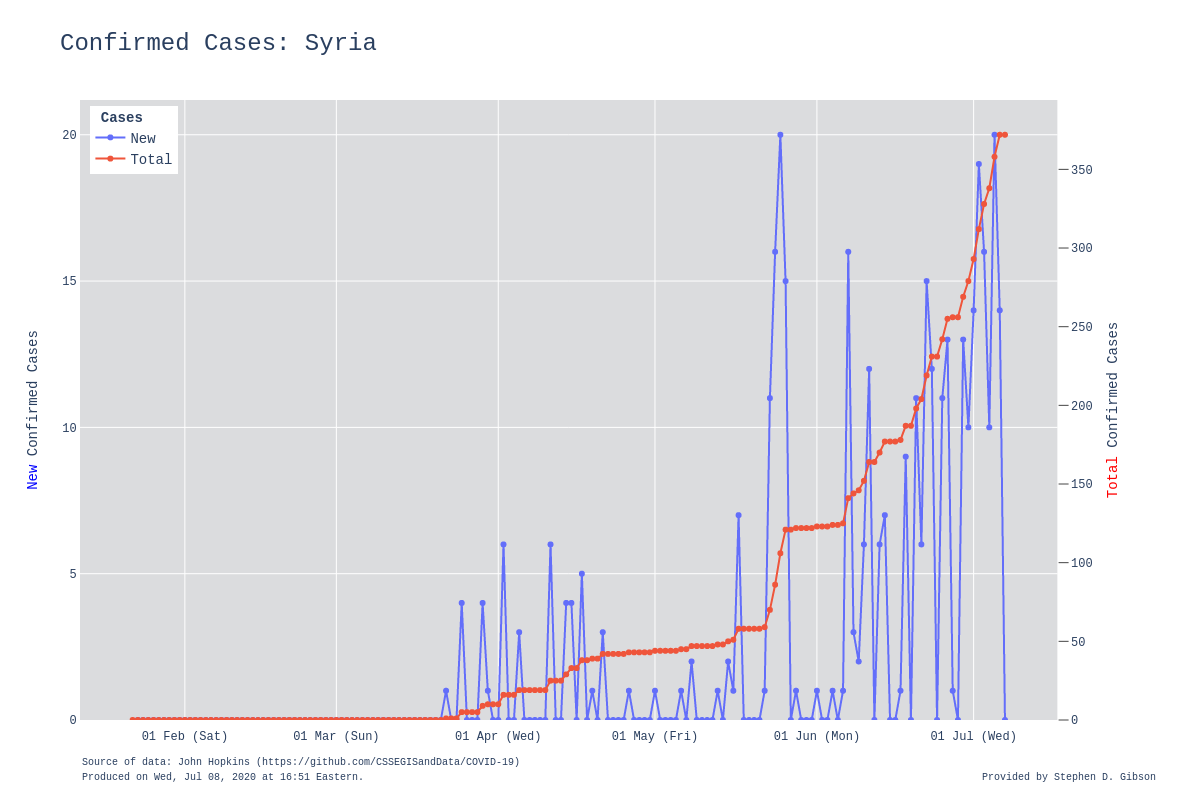 Confirmed Cases: Syria
Cases
New
Total
20
15
10
5
0
350
300
250
200
150
100
50
0
New Confirmed Cases
Total Confirmed Cases
01 Feb (Sat) 01 Mar (Sun) 01 Apr (Wed) 01 May (Fri) 01 Jun (Mon) 01 Jul (Wed)
Source of data: John Hopkins (https://github.com/CSSEGISandData/COVID-19)
Produced on Wed, Jul 08, 2020 at 16:51 Eastern.
Provided by Stephen D. Gibson